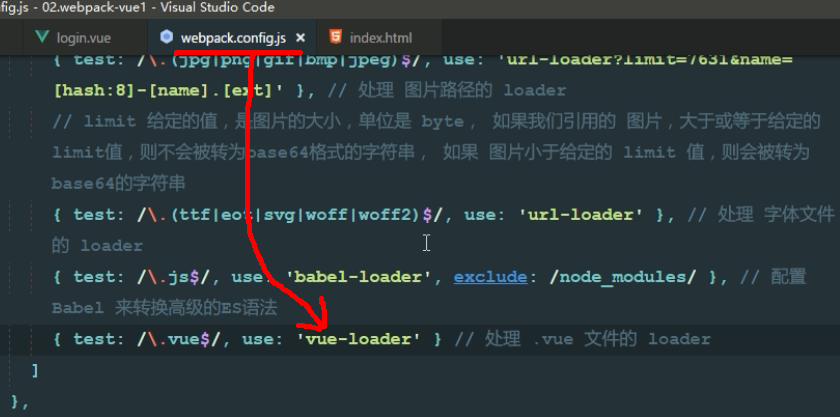 fig.js - 02.webpack-vue1 - Visual Studio Code
login.vue webpack.config.js × index.html
{ test: /\.(jpg|png|gif|bmp|jpeg)$/, use: 'url-loader?limit=7631&name=
[hash:8]-[name].[ext]' }, // 处理 图片路径的 loader
// limit 给定的值，是图片的大小，单位是 byte， 如果我们引用的 图片，大于或等于给定的
limit值，则不会被转为base64格式的字符串， 如果 图片小于给定的 limit 值，则会被转为
base64的字符串
{ test: /\.(ttf|eot|svg|woff|woff2)$/, use: 'url-loader' }, // 处理 字体文件
的 loader
{ test: /\.js$/, use: 'babel-loader', exclude: /node_modules/ }, // 配置
Babel 来转换高级的ES语法
{ test: /\.vue$/, use: 'vue-loader' } // 处理 .vue 文件的 loader
]
},